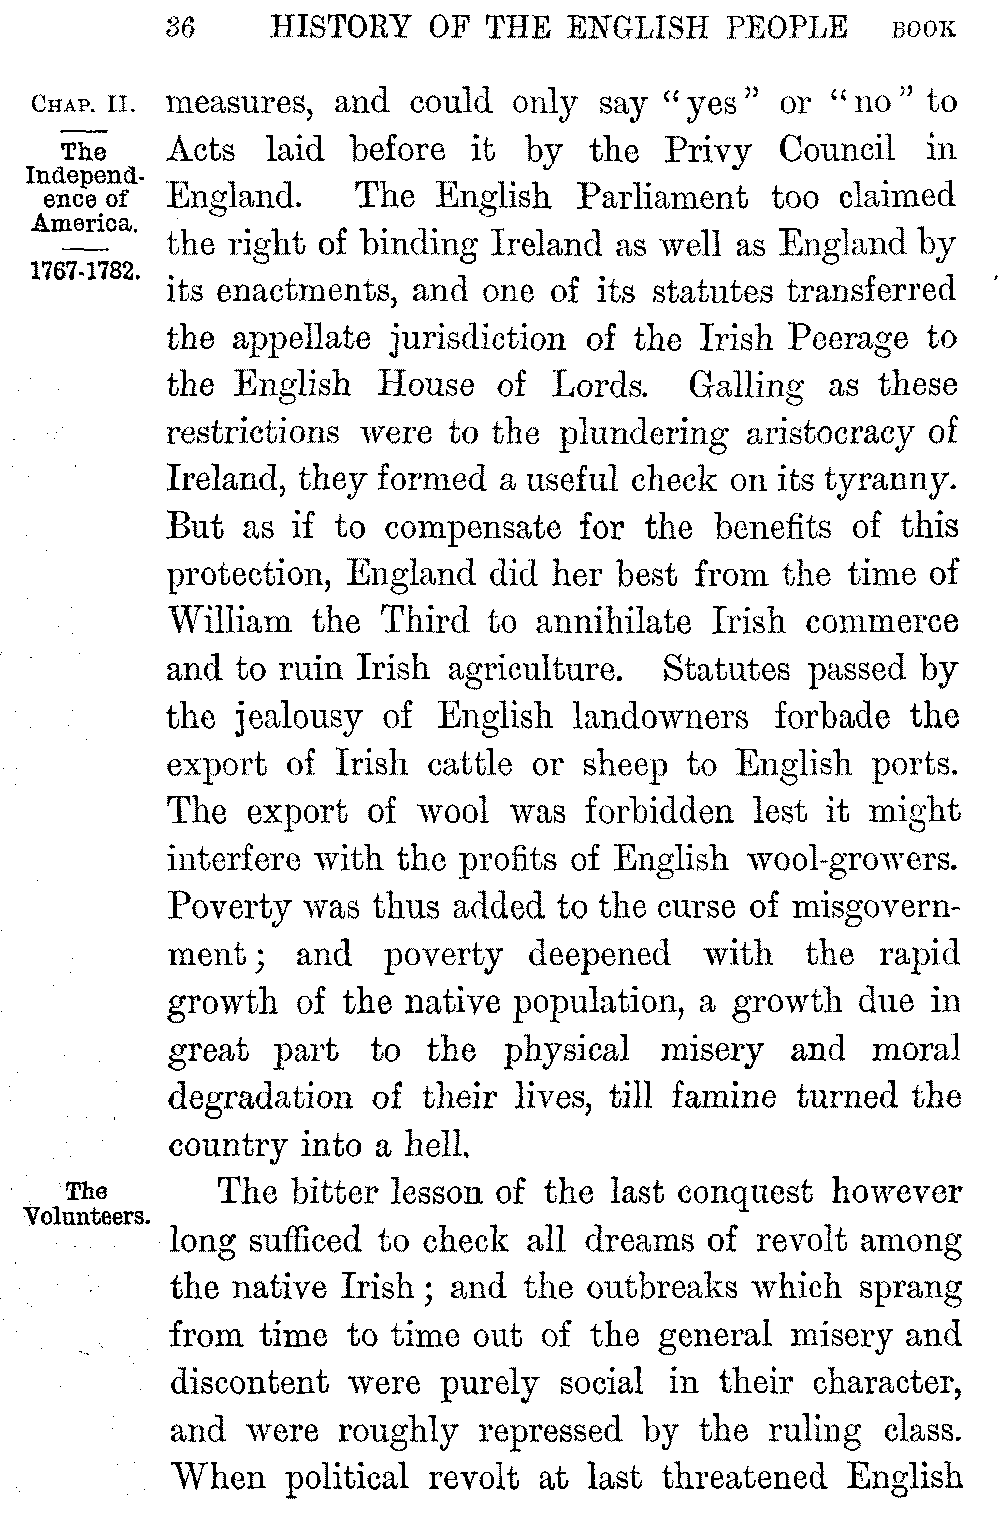 36 HISTORY OF THE ENGLISH PEOPLE BOOK
CHAP. II.
The
Independ-
ence of
America.
1767-1782.
measures, and could only say "yes" or "no" to
Acts laid before it by the Privy Council in
England. The English Parliament too claimed
the right of binding Ireland as well as England by
its enactments, and one of its statutes transferred
the appellate jurisdiction of the Irish Peerage to
the English House of Lords. Galling as these
restrictions were to the plundering aristocracy of
Ireland, they formed a useful check on its tyranny.
But as if to compensate for the benefits of this
protection, England did her best from the time of
William the Third to annihilate Irish commerce
and to ruin Irish agriculture. Statutes passed by
the jealousy of English landowners forbade the
export of Irish cattle or sheep to English ports.
The export of wool was forbidden lest it might
interfere with the profits of English wool-growers.
Poverty was thus added to the curse of misgovern-
ment; and poverty deepened with the rapid
growth of the native population, a growth due in
great part to the physical misery and moral
degradation of their lives, till famine turned the
country into a hell.
The
Volunteers.
The bitter lesson of the last conquest however
long sufficed to check all dreams of revolt among
the native Irish; and the outbreaks which sprang
from time to time out of the general misery and
discontent were purely social in their character,
and were roughly repressed by the ruling class.
When political revolt at last threatened English